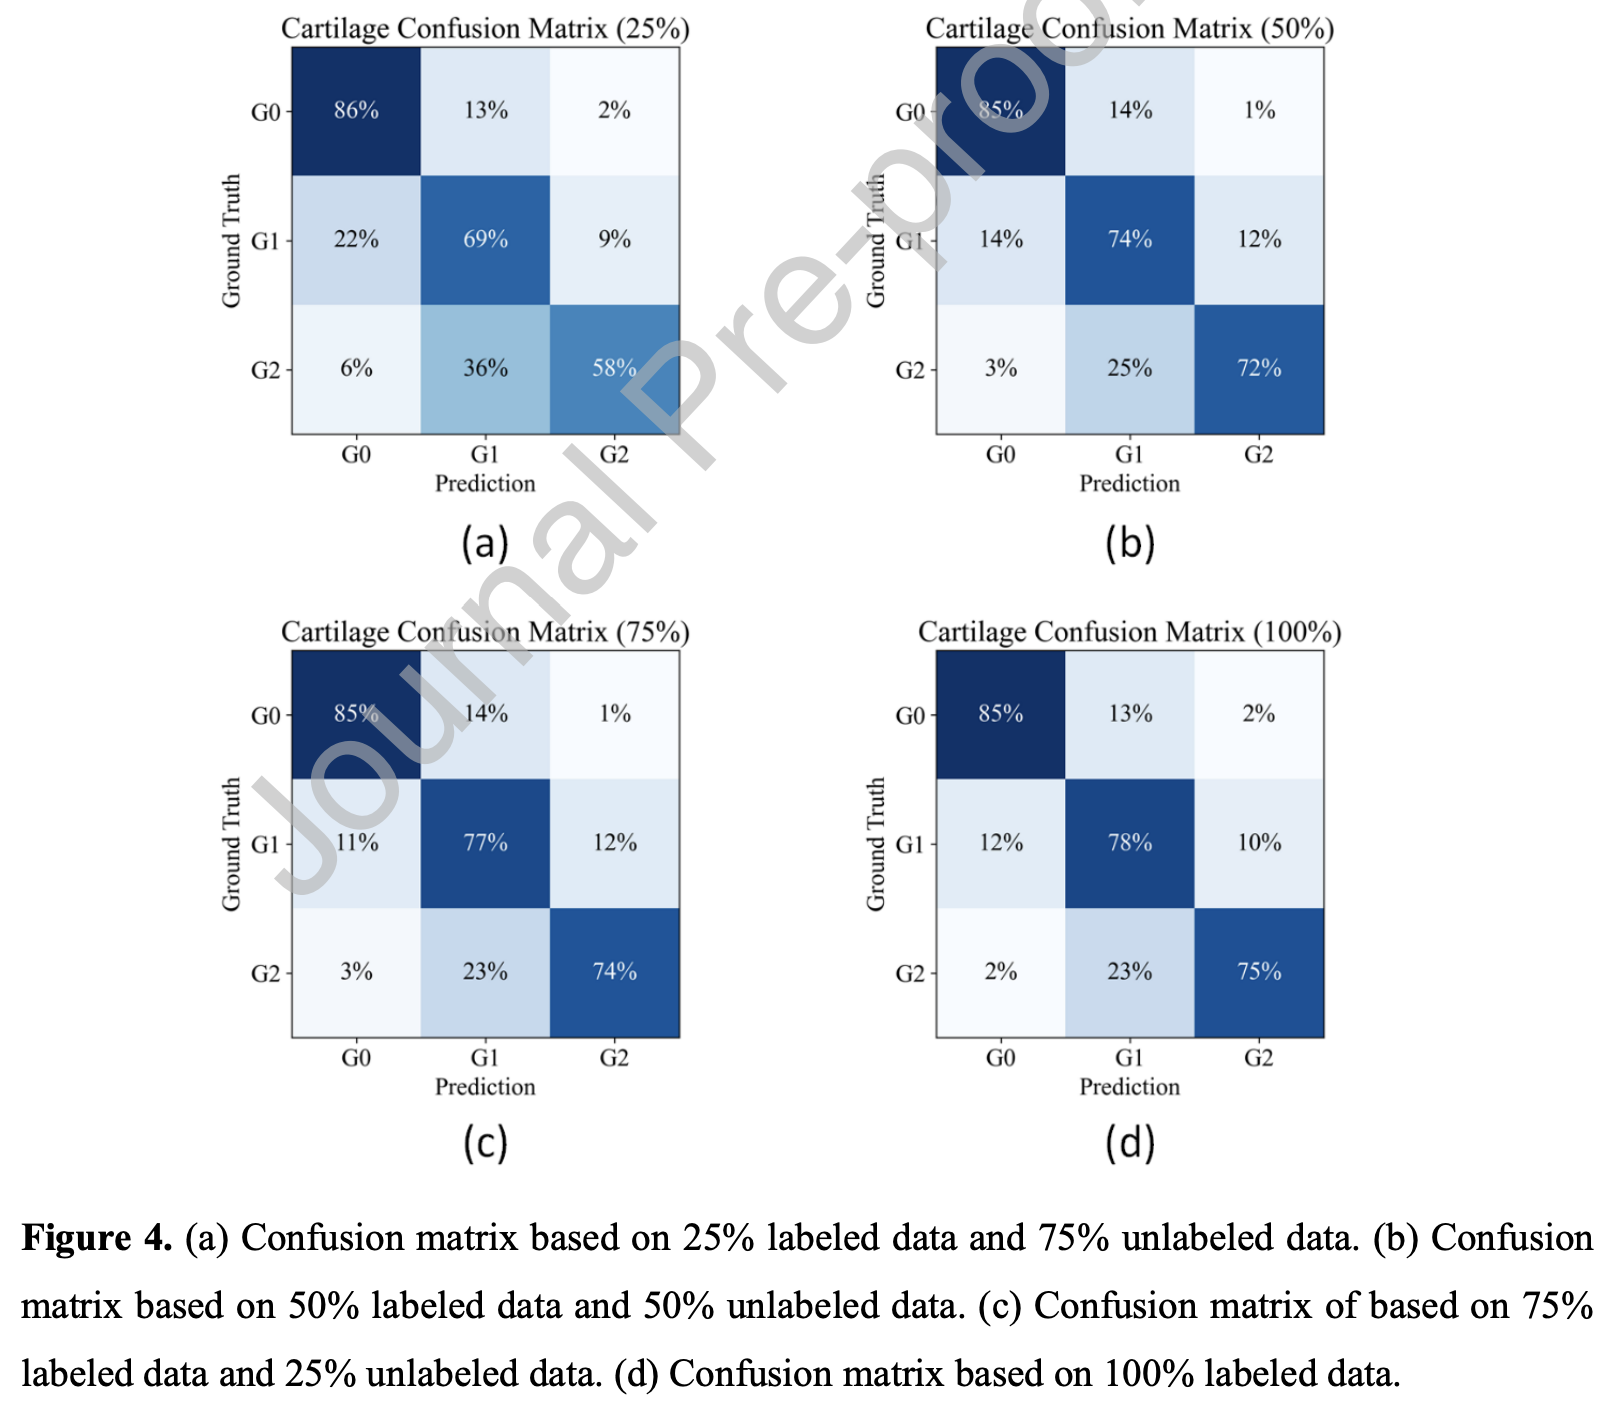 Cartilage Confusion Matrix (25%)
G0 86% 13% 2%
G1 22% 69% 9%
G2 6% 36% 58%
G0 G1 G2
Ground Truth
Prediction
(a)
Cartilage Confusion Matrix (50%)
G0 85% 14% 1%
G1 14% 74% 12%
G2 3% 25% 72%
G0 G1 G2
Ground Truth
Prediction
(b)
Cartilage Confusion Matrix (75%)
G0 85% 14% 1%
G1 11% 77% 12%
G2 3% 23% 74%
G0 G1 G2
Ground Truth
Prediction
(c)
Cartilage Confusion Matrix (100%)
G0 85% 13% 2%
G1 12% 78% 10%
G2 2% 23% 75%
G0 G1 G2
Ground Truth
Prediction
(d)
Journal Pre-proo
Figure 4. (a) Confusion matrix based on 25% labeled data and 75% unlabeled data. (b) Confusion
matrix based on 50% labeled data and 50% unlabeled data. (c) Confusion matrix of based on 75%
labeled data and 25% unlabeled data. (d) Confusion matrix based on 100% labeled data.